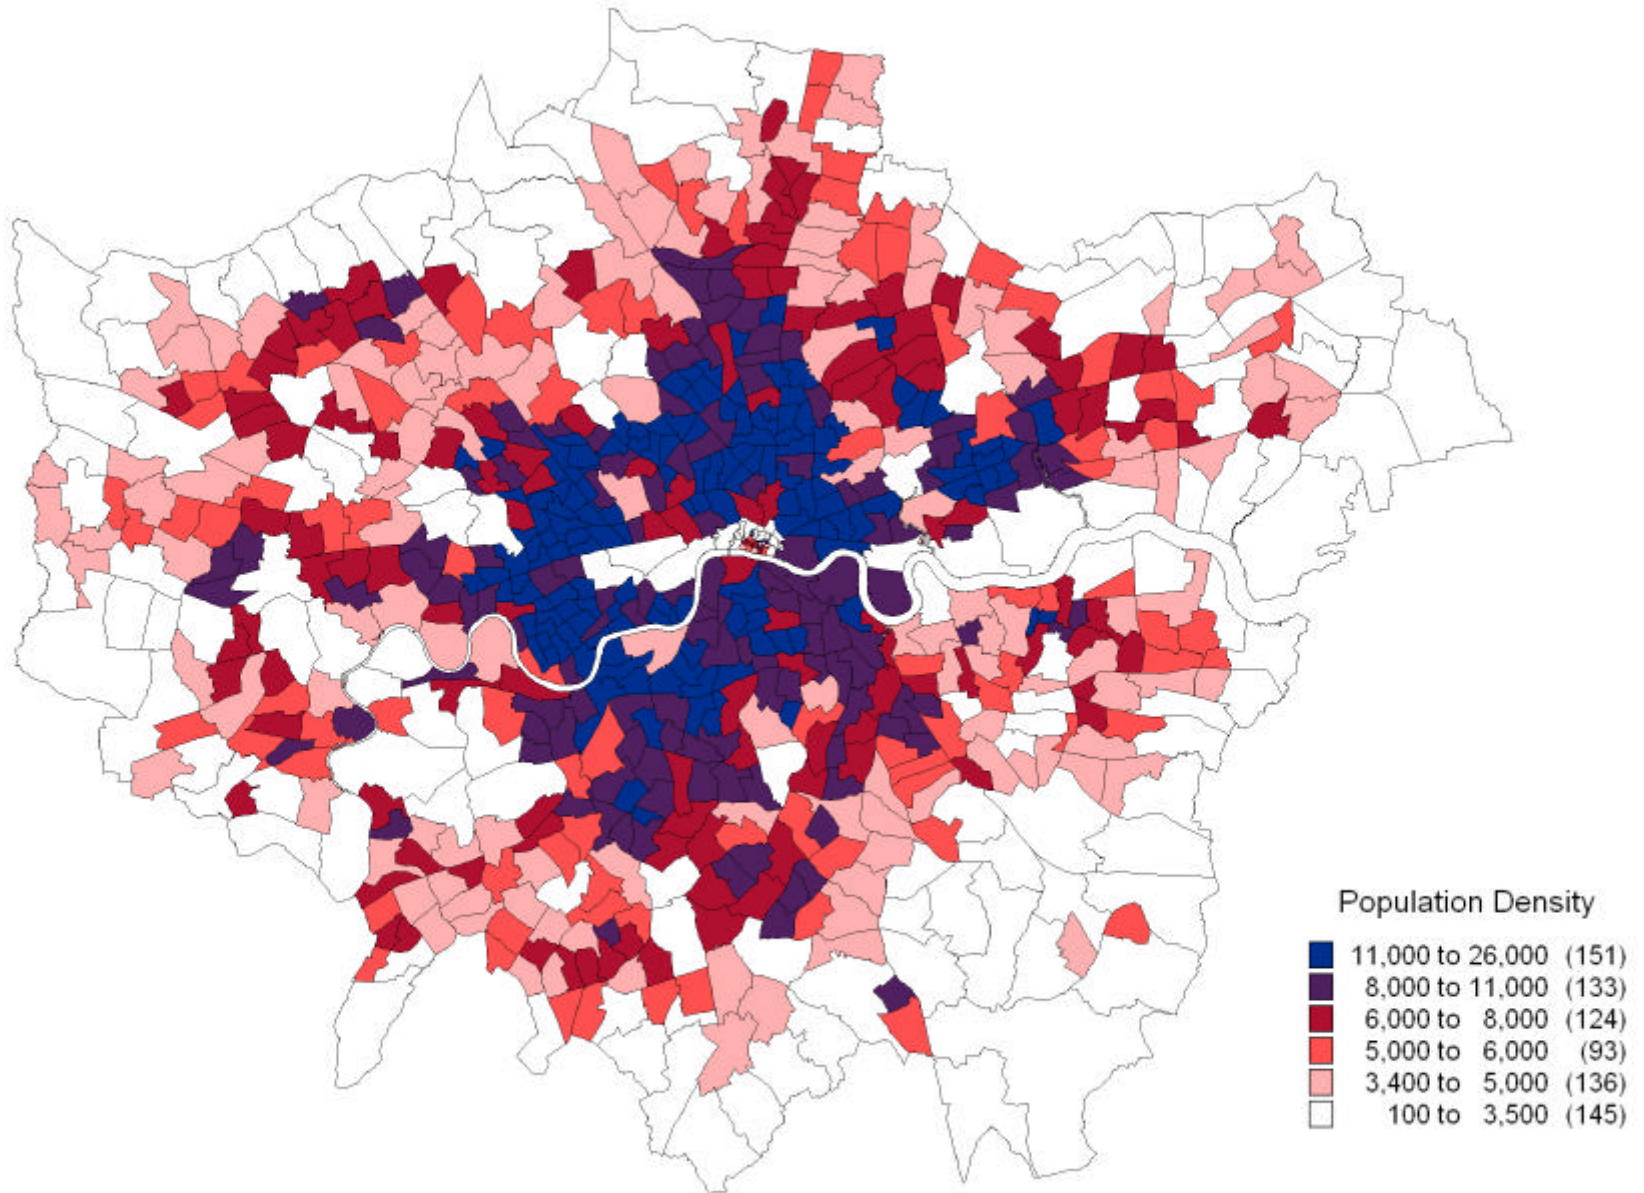 Population Density
11,000 to 26,000 (151)
8,000 to 11,000 (133)
6,000 to 8,000 (124)
5,000 to 6,000 (93)
3,400 to 5,000 (136)
100 to 3,500 (145)